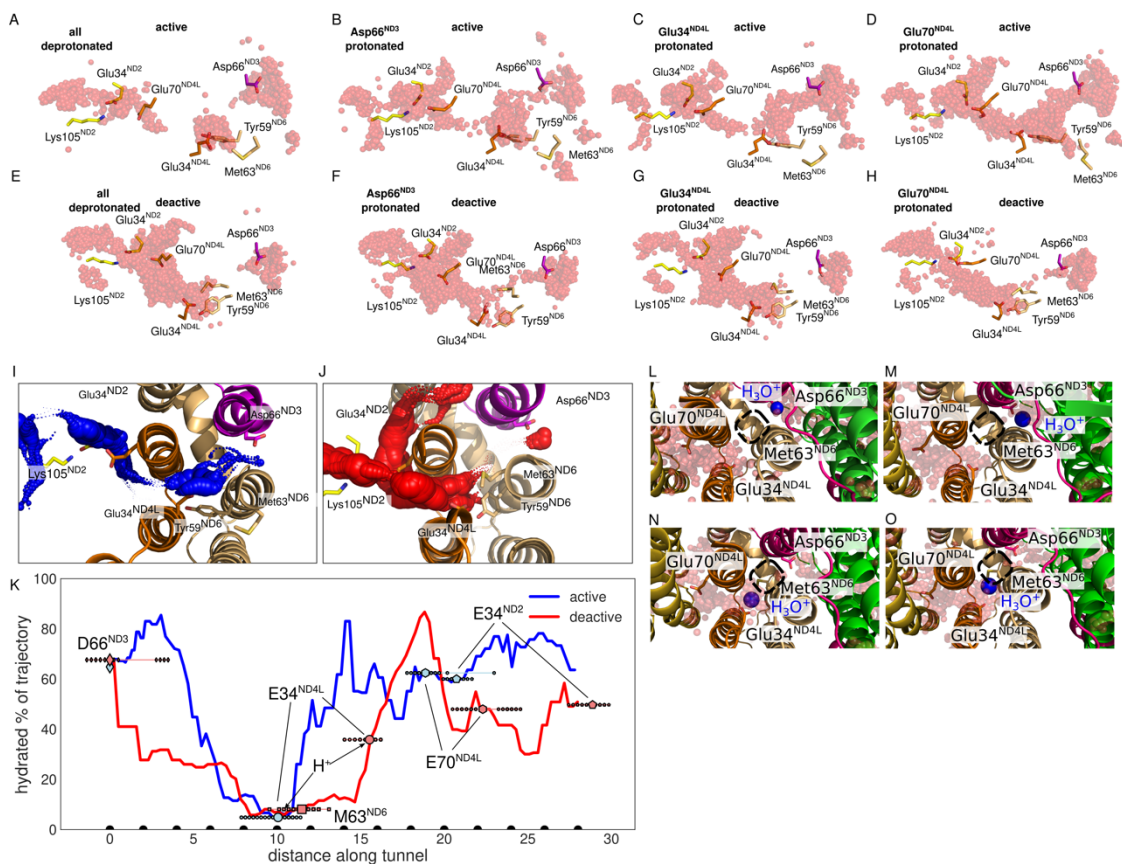 A
all
deprotonated
active
Glu34ND2
Glu70ND4L
Asp66ND3
Lys105ND2
Glu34ND4L
Tyr59ND6
Met63ND6
B
Asp66ND3
protonated
active
Glu34ND2
Glu70ND4L
Asp66ND3
Lys105ND2
Glu34ND4L
Tyr59ND6
Met63ND6
C
Glu34ND4L
protonated
active
Glu34ND2
Glu70ND4L
Asp66ND3
Lys105ND2
Glu34ND4L
Tyr59ND6
Met63ND6
D
Glu70ND4L
protonated
active
Glu34ND2
Glu70ND4L
Asp66ND3
Lys105ND2
Glu34ND4L
Tyr59ND6
Met63ND6
E
all
deprotonated
deactive
Glu34ND2
Glu70ND4L
Asp66ND3
Lys105ND2
Glu34ND4L
Met63ND6
Tyr59ND6
F
Asp66ND3
protonated
deactive
Glu34ND2
Glu70ND4L
Met63ND6
Asp66ND3
Lys105ND2
Glu34ND4L
Tyr59ND6
G
Glu34ND4L
protonated
deactive
Glu34ND2
Glu70ND4L
Asp66ND3
Lys105ND2
Glu34ND4L
Met63ND6
Tyr59ND6
H
Glu70ND4L
protonated
deactive
Glu34ND2
Glu70ND4L
Asp66ND3
Lys105ND2
Glu34ND4L
Met63ND6
Tyr59ND6
I
Glu34ND2
Asp66ND3
Lys105ND2
Met63ND6
Glu34ND4L
Tyr59ND6
J
Glu34ND2
Asp66ND3
Lys105ND2
Met63ND6
Tyr59ND6
Glu34ND4L
L
H3O+
Asp66ND3
Glu70ND4L
Met63ND6
Glu34ND4L
M
Asp66ND3
Glu70ND4L
H3O+
Met63ND6
Glu34ND4L
N
Asp66ND3
Glu70ND4L
Met63ND6
H3O+
Glu34ND4L
O
Asp66ND3
Glu70ND4L
Met63ND6
H3O+
Glu34ND4L
K
hydrated % of trajectory
100
80
60
40
20
0
active
deactive
D66ND3
E34ND2
E34ND4L
H+
E70ND4L
M63ND6
0 5 10 15 20 25 30
distance along tunnel